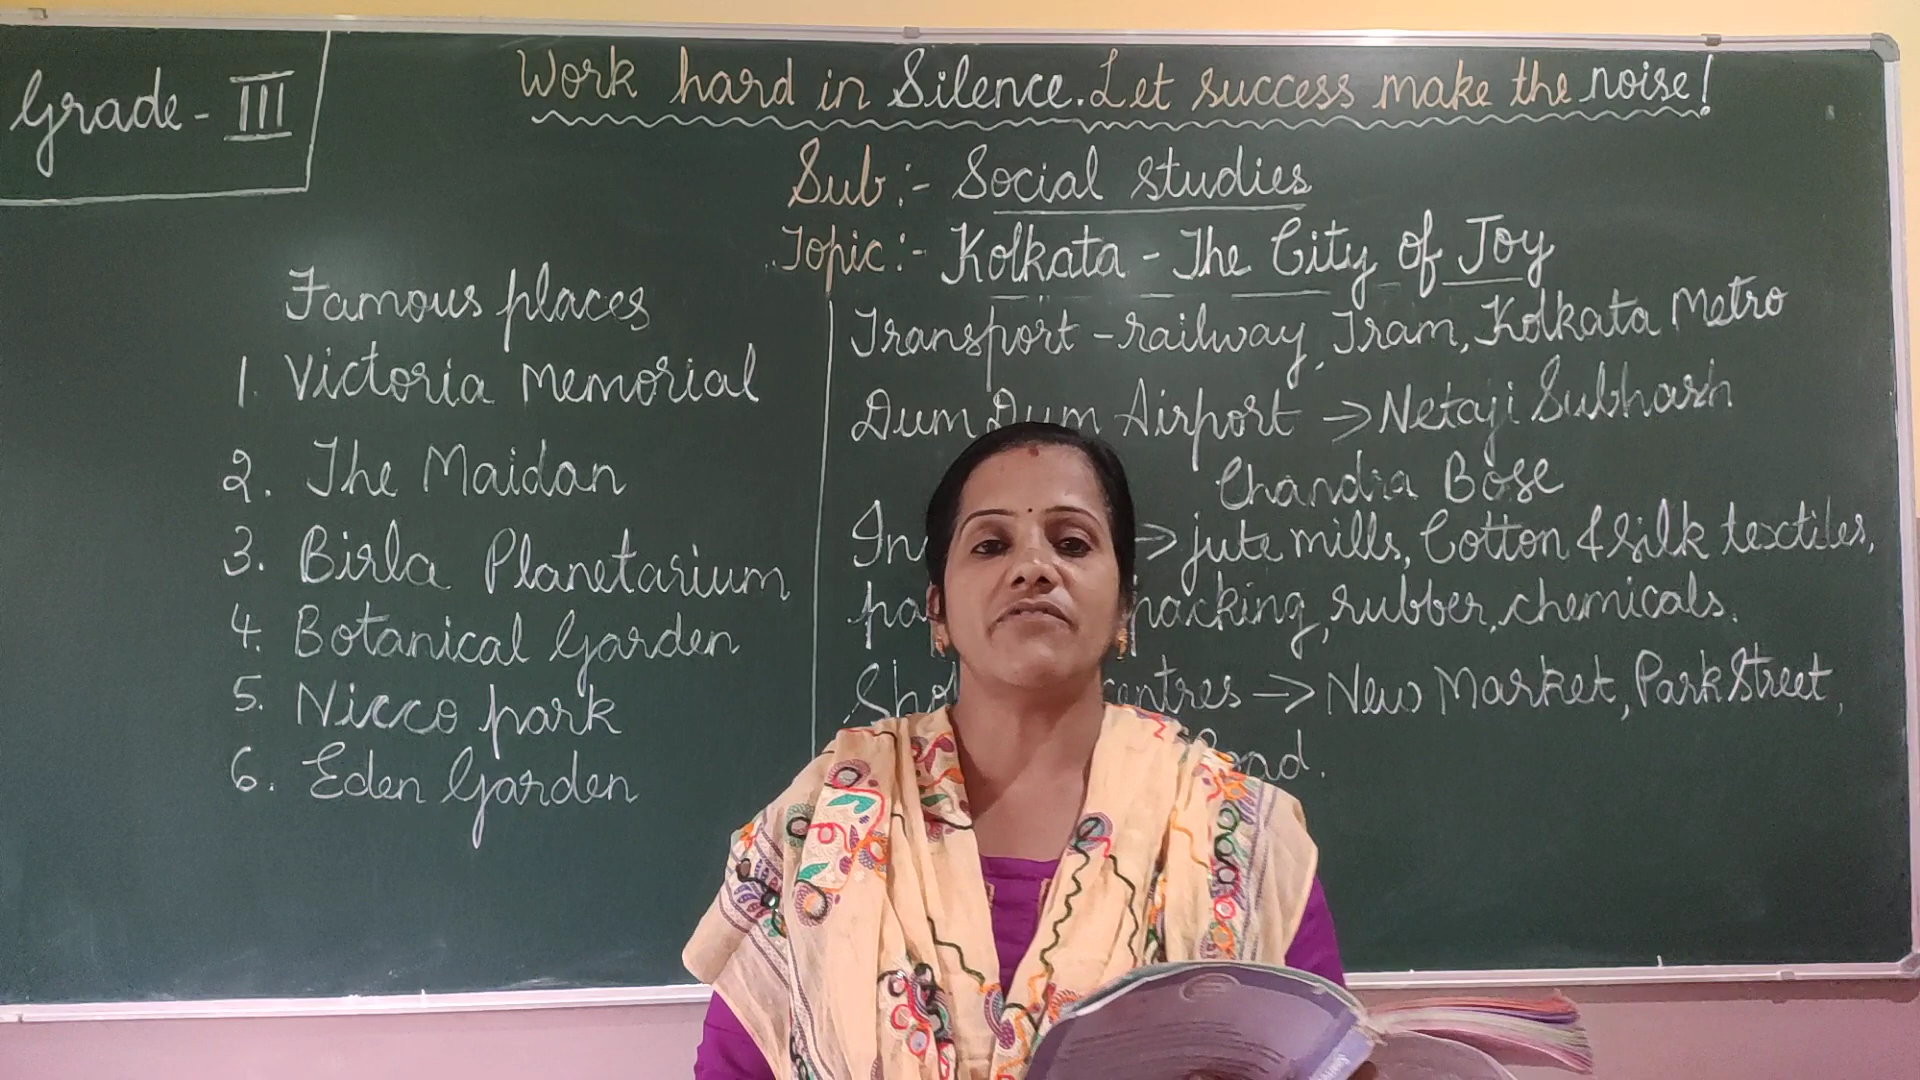 Grade - III
Work hard in Silence. Let success make the noise!
Sub :- Social studies
Topic :- Kolkata - The City of Joy
Famous places
1. Victoria Memorial
2. The Maidan
3. Birla Planetarium
4. Botanical Garden
5. Nicco park
6. Eden Garden
Transport - railway, Tram, Kolkata Metro
Dum Dum Airport → Netaji Subhash
Chandra Bose
→ jute mills, Cotton & Silk textiles,
packing, rubber, chemicals.
centres → New Market, Park Street,
Road.